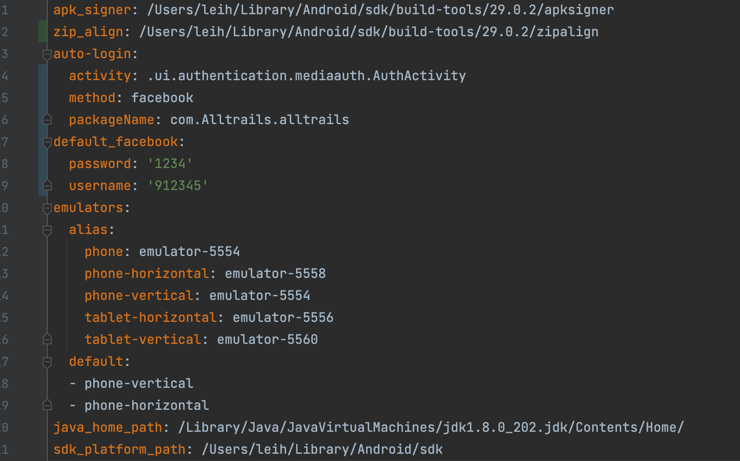 1 apk_signer: /Users/leih/Library/Android/sdk/build-tools/29.0.2/apksigner
2 zip_align: /Users/leih/Library/Android/sdk/build-tools/29.0.2/zipalign
3 auto-login:
4 activity: .ui.authentication.mediaauth.AuthActivity
5 method: facebook
6 packageName: com.Alltrails.alltrails
7 default_facebook:
8 password: '1234'
9 username: '912345'
0 emulators:
1 alias:
2 phone: emulator-5554
3 phone-horizontal: emulator-5558
4 phone-vertical: emulator-5554
5 tablet-horizontal: emulator-5556
6 tablet-vertical: emulator-5560
7 default:
8 - phone-vertical
9 - phone-horizontal
0 java_home_path: /Library/Java/JavaVirtualMachines/jdk1.8.0_202.jdk/Contents/Home/
1 sdk_platform_path: /Users/leih/Library/Android/sdk